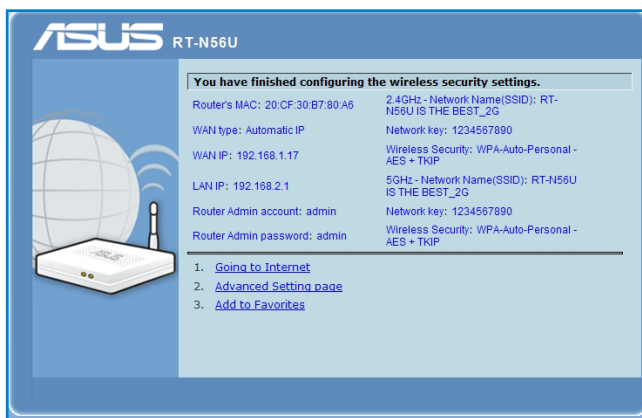 ASUS RT-N56U
You have finished configuring the wireless security settings.
Router's MAC: 20:CF:30:B7:80:A6
2.4GHz - Network Name(SSID): RT-
N56U IS THE BEST_2G
WAN type: Automatic IP
Network key: 1234567890
WAN IP: 192.168.1.17
Wireless Security: WPA-Auto-Personal -
AES + TKIP
LAN IP: 192.168.2.1
5GHz - Network Name(SSID): RT-N56U
IS THE BEST_2G
Router Admin account: admin
Network key: 1234567890
Router Admin password: admin
Wireless Security: WPA-Auto-Personal -
AES + TKIP
1. Going to Internet
2. Advanced Setting page
3. Add to Favorites
ASUS